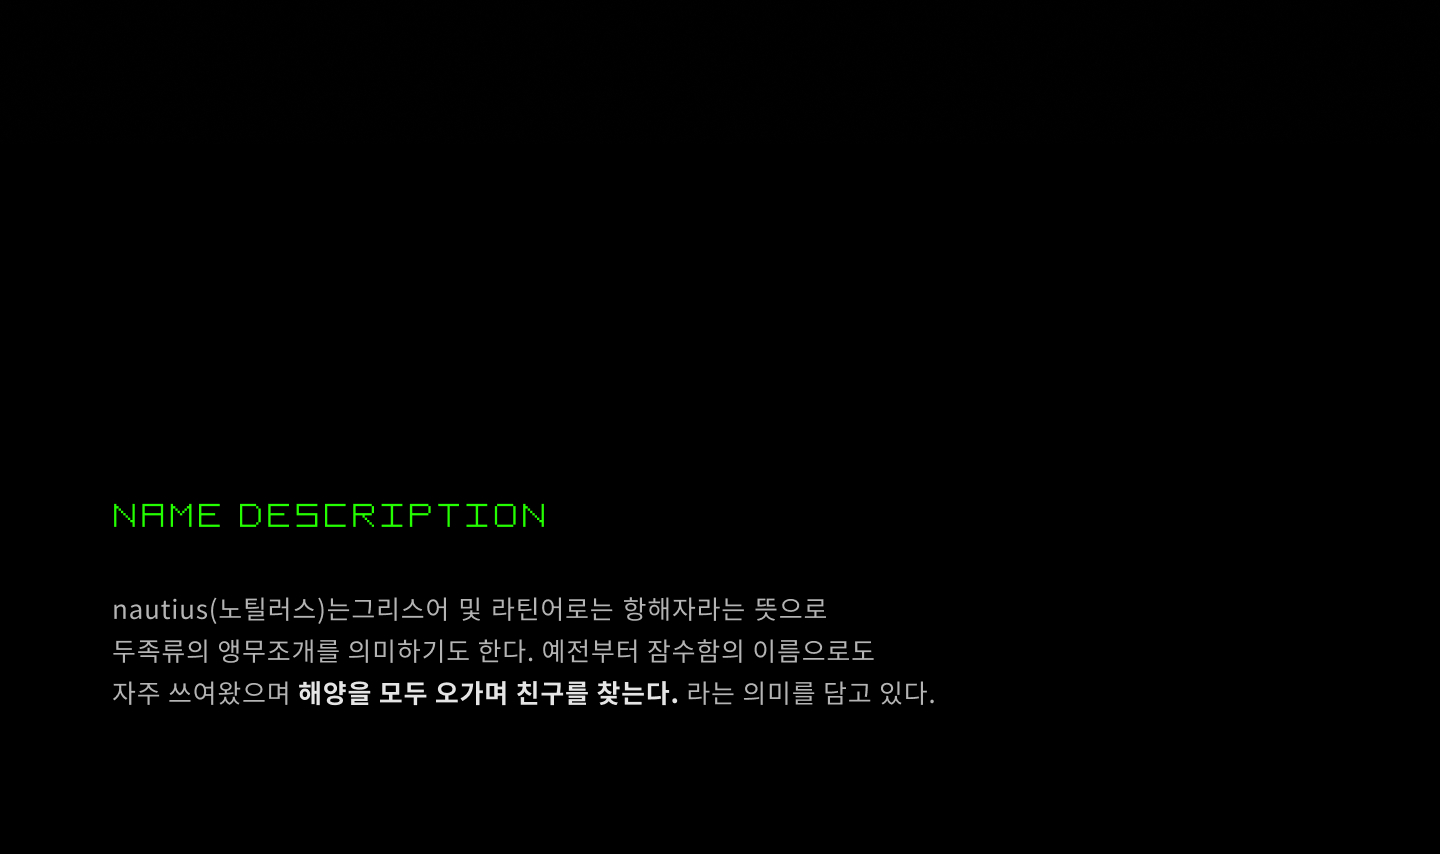 NAME DESCRIPTION
nautius(노틸러스)는그리스어 및 라틴어로는 항해자라는 뜻으로
두족류의 앵무조개를 의미하기도 한다. 예전부터 잠수함의 이름으로도
자주 쓰여왔으며 해양을 모두 오가며 친구를 찾는다. 라는 의미를 담고 있다.